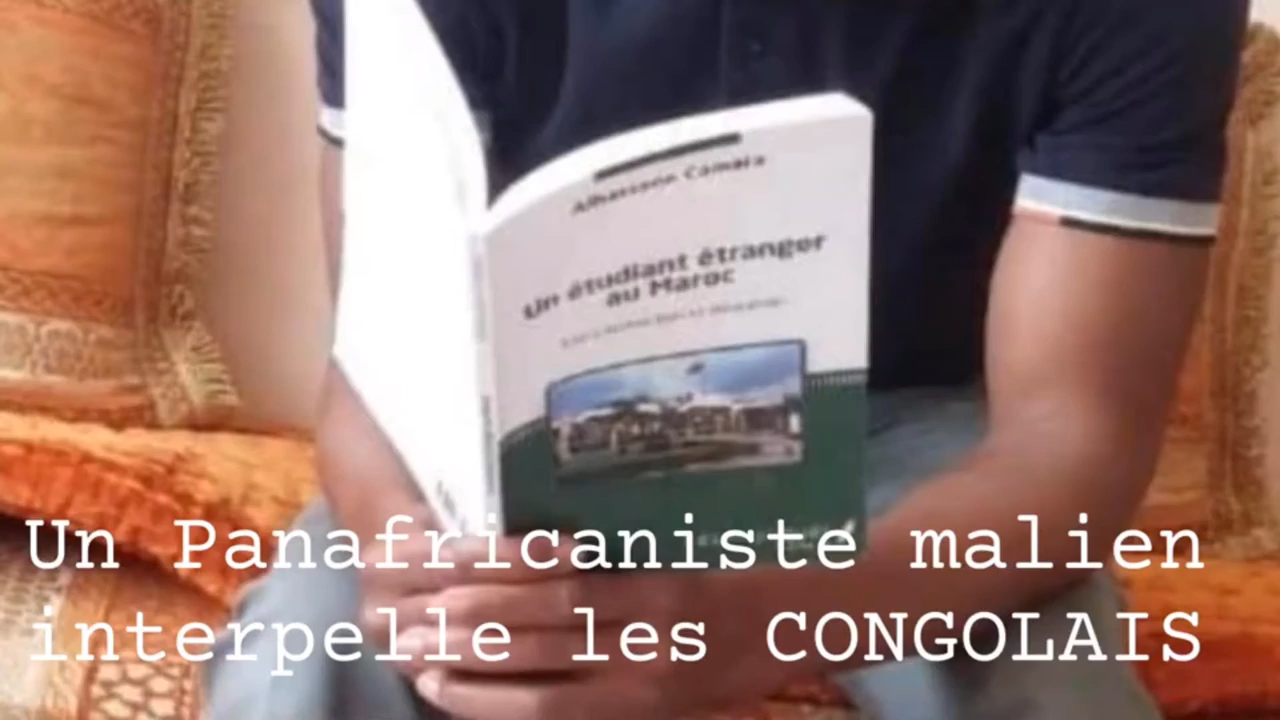 Alhassane Camara
Un étudiant étranger
au Maroc
Un Panafricaniste malien
interpelle les CONGOLAIS